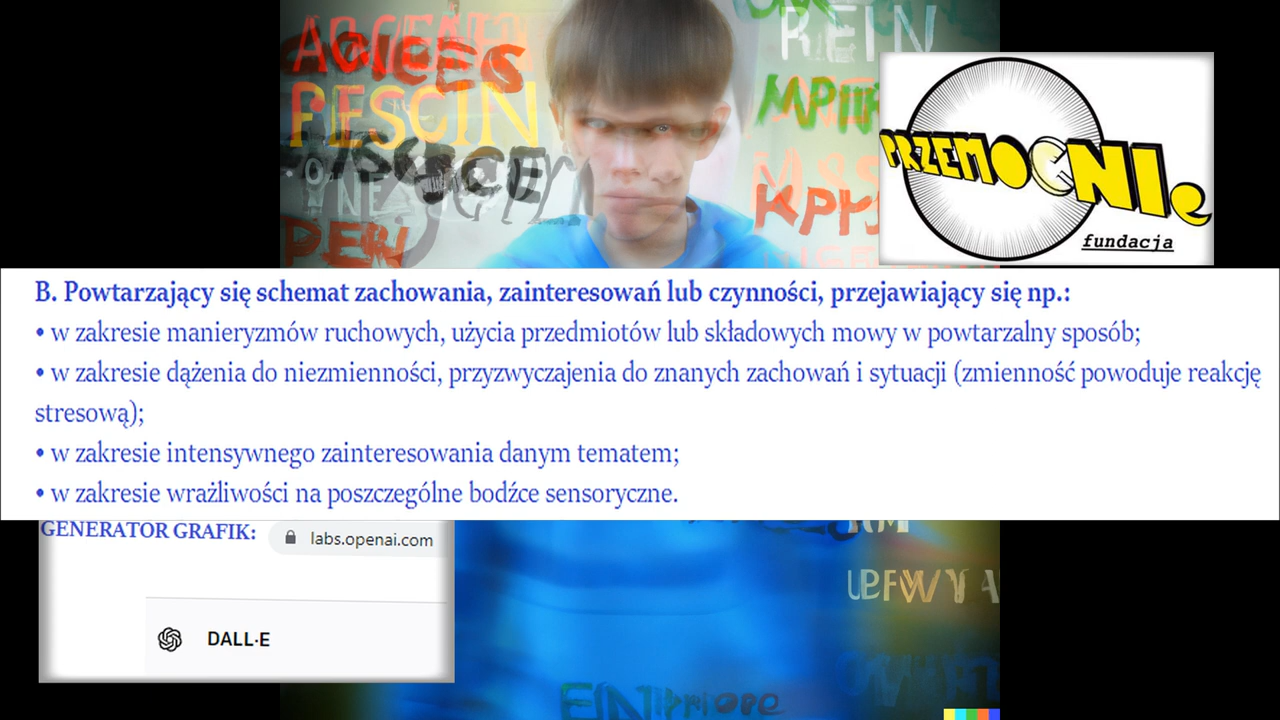 REIN
PRZEMOCNIe
fundacja
B. Powtarzający się schemat zachowania, zainteresowań lub czynności, przejawiający się np.:
• w zakresie manieryzmów ruchowych, użycia przedmiotów lub składowych mowy w powtarzalny sposób;
• w zakresie dążenia do niezmienności, przyzwyczajenia do znanych zachowań i sytuacji (zmienność powoduje reakcję
stresową);
• w zakresie intensywnego zainteresowania danym tematem;
• w zakresie wrażliwości na poszczególne bodźce sensoryczne.
GENERATOR GRAFIK:
labs.openai.com
DALL·E